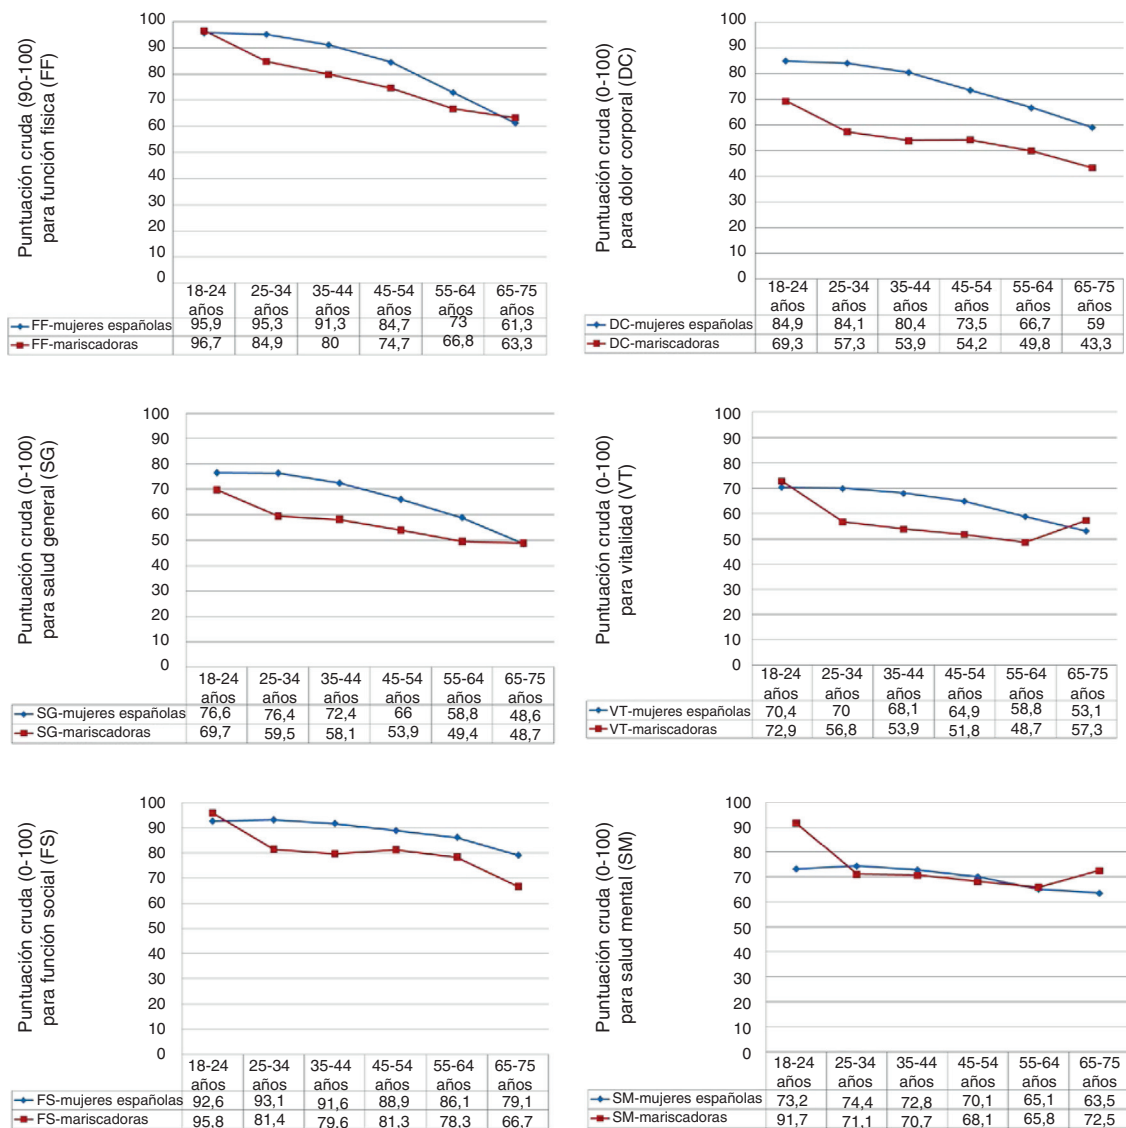 Puntuación cruda (90-100)
para función física (FF)
100
90
80
70
60
50
40
30
20
10
0
18-24 años 25-34 años 35-44 años 45-54 años 55-64 años 65-75 años
FF-mujeres españolas 95,9 95,3 91,3 84,7 73 61,3
FF-mariscadoras 96,7 84,9 80 74,7 66,8 63,3
Puntuación cruda (0-100)
para dolor corporal (DC)
100
90
80
70
60
50
40
30
20
10
0
18-24 años 25-34 años 35-44 años 45-54 años 55-64 años 65-75 años
DC-mujeres españolas 84,9 84,1 80,4 73,5 66,7 59
DC-mariscadoras 69,3 57,3 53,9 54,2 49,8 43,3
Puntuación cruda (0-100)
para salud general (SG)
100
90
80
70
60
50
40
30
20
10
0
18-24 años 25-34 años 35-44 años 45-54 años 55-64 años 65-75 años
SG-mujeres españolas 76,6 76,4 72,4 66 58,8 48,6
SG-mariscadoras 69,7 59,5 58,1 53,9 49,4 48,7
Puntuación cruda (0-100)
para vitalidad (VT)
100
90
80
70
60
50
40
30
20
10
0
18-24 años 25-34 años 35-44 años 45-54 años 55-64 años 65-75 años
VT-mujeres españolas 70,4 70 68,1 64,9 58,8 53,1
VT-mariscadoras 72,9 56,8 53,9 51,8 48,7 57,3
Puntuación cruda (0-100)
para función social (FS)
100
90
80
70
60
50
40
30
20
10
0
18-24 años 25-34 años 35-44 años 45-54 años 55-64 años 65-75 años
FS-mujeres españolas 92,6 93,1 91,6 88,9 86,1 79,1
FS-mariscadoras 95,8 81,4 79,6 81,3 78,3 66,7
Puntuación cruda (0-100)
para salud mental (SM)
100
90
80
70
60
50
40
30
20
10
0
18-24 años 25-34 años 35-44 años 45-54 años 55-64 años 65-75 años
SM-mujeres españolas 73,2 74,4 72,8 70,1 65,1 63,5
SM-mariscadoras 91,7 71,1 70,7 68,1 65,8 72,5